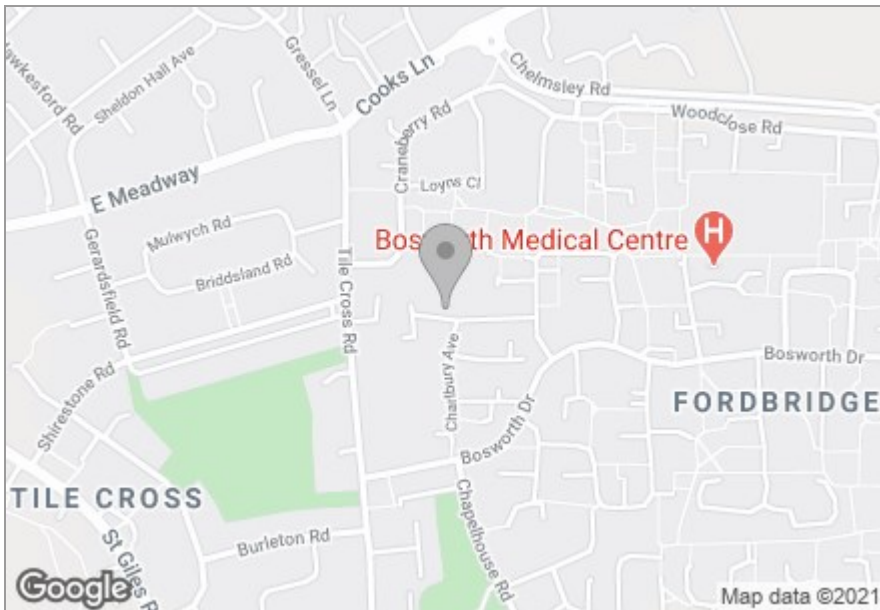 Hawkesford Rd
Sheldon Hall Ave
Gressel Ln
Cooks Ln
Chelmsley Rd
Woodclose Rd
Craneberry Rd
E Meadway
Loyns Cl
Mulwych Rd
Bosworth Medical Centre
H
Gerardsfield Rd
Briddsland Rd
Tile Cross Rd
Charlbury Ave
Bosworth Dr
Shirestone Rd
FORDBRIDGE
Bosworth Dr
TILE CROSS
St Giles R
Burleton Rd
Chapelhouse Rd
Google
Map data ©2021